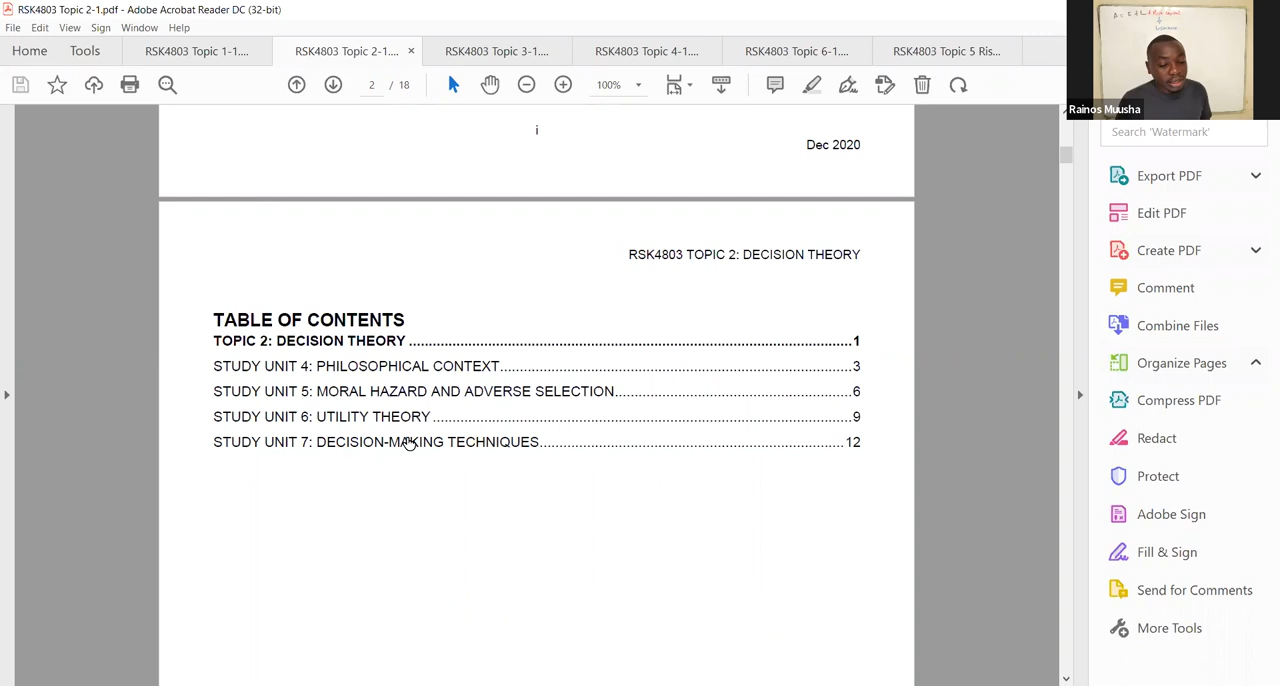 RSK4803 Topic 2-1.pdf - Adobe Acrobat Reader DC (32-bit)
File Edit View Sign Window Help
Home Tools RSK4803 Topic 1-1.... RSK4803 Topic 2-1.... × RSK4803 Topic 3-1.... RSK4803 Topic 4-1.... RSK4803 Topic 6-1.... RSK4803 Topic 5 Ris...
2 / 18 100%
Rainos Muusha
Search 'Watermark'
i
Dec 2020
RSK4803 TOPIC 2: DECISION THEORY
TABLE OF CONTENTS
TOPIC 2: DECISION THEORY ........ 1
STUDY UNIT 4: PHILOSOPHICAL CONTEXT........ 3
STUDY UNIT 5: MORAL HAZARD AND ADVERSE SELECTION........ 6
STUDY UNIT 6: UTILITY THEORY ........ 9
STUDY UNIT 7: DECISION-MAKING TECHNIQUES........ 12
Export PDF
Edit PDF
Create PDF
Comment
Combine Files
Organize Pages
Compress PDF
Redact
Protect
Adobe Sign
Fill & Sign
Send for Comments
More Tools